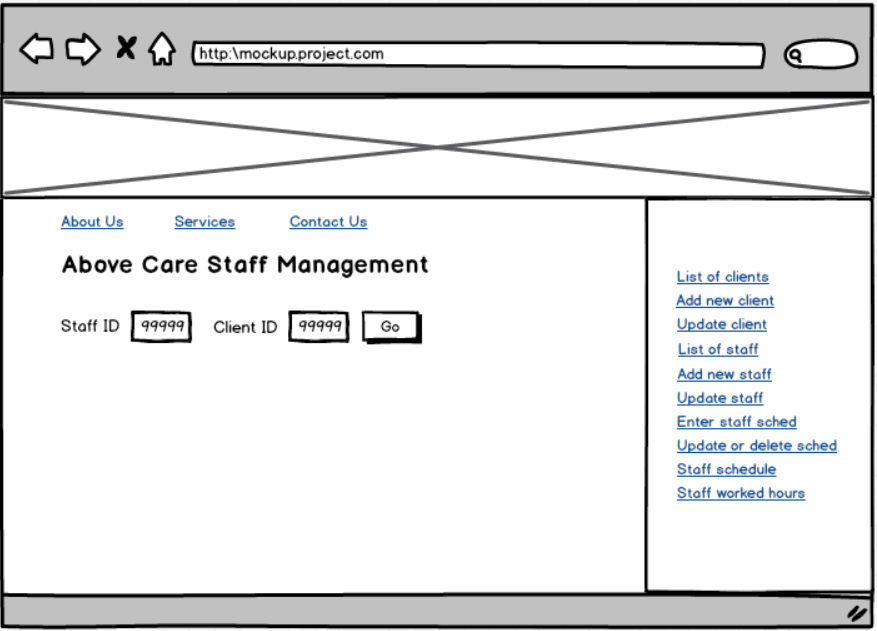 http:\mockup.project.com
About Us Services Contact Us
Above Care Staff Management
Staff ID 99999 Client ID 99999 Go
List of clients
Add new client
Update client
List of staff
Add new staff
Update staff
Enter staff sched
Update or delete sched
Staff schedule
Staff worked hours